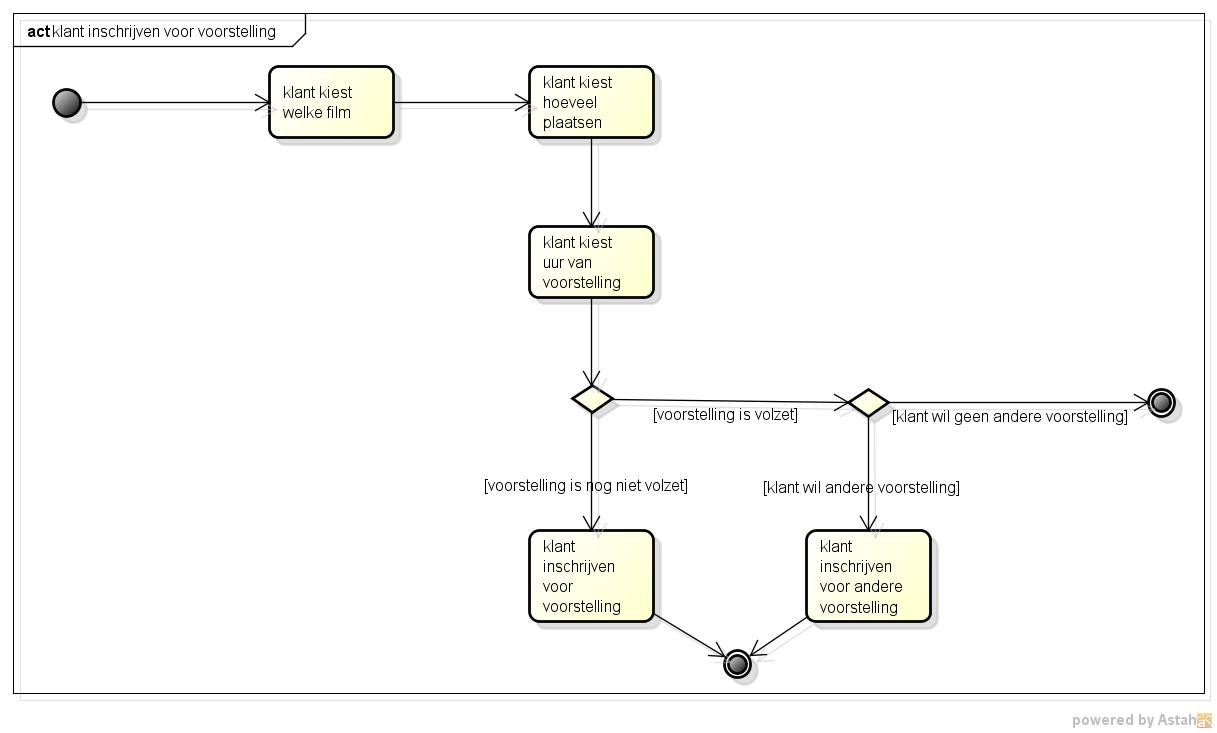 act klant inschrijven voor voorstelling
klant kiest
welke film
klant kiest
hoeveel
plaatsen
klant kiest
uur van
voorstelling
[voorstelling is volzet]
[klant wil geen andere voorstelling]
[voorstelling is nog niet volzet]
[klant wil andere voorstelling]
klant
inschrijven
voor
voorstelling
klant
inschrijven
voor andere
voorstelling
powered by Astah